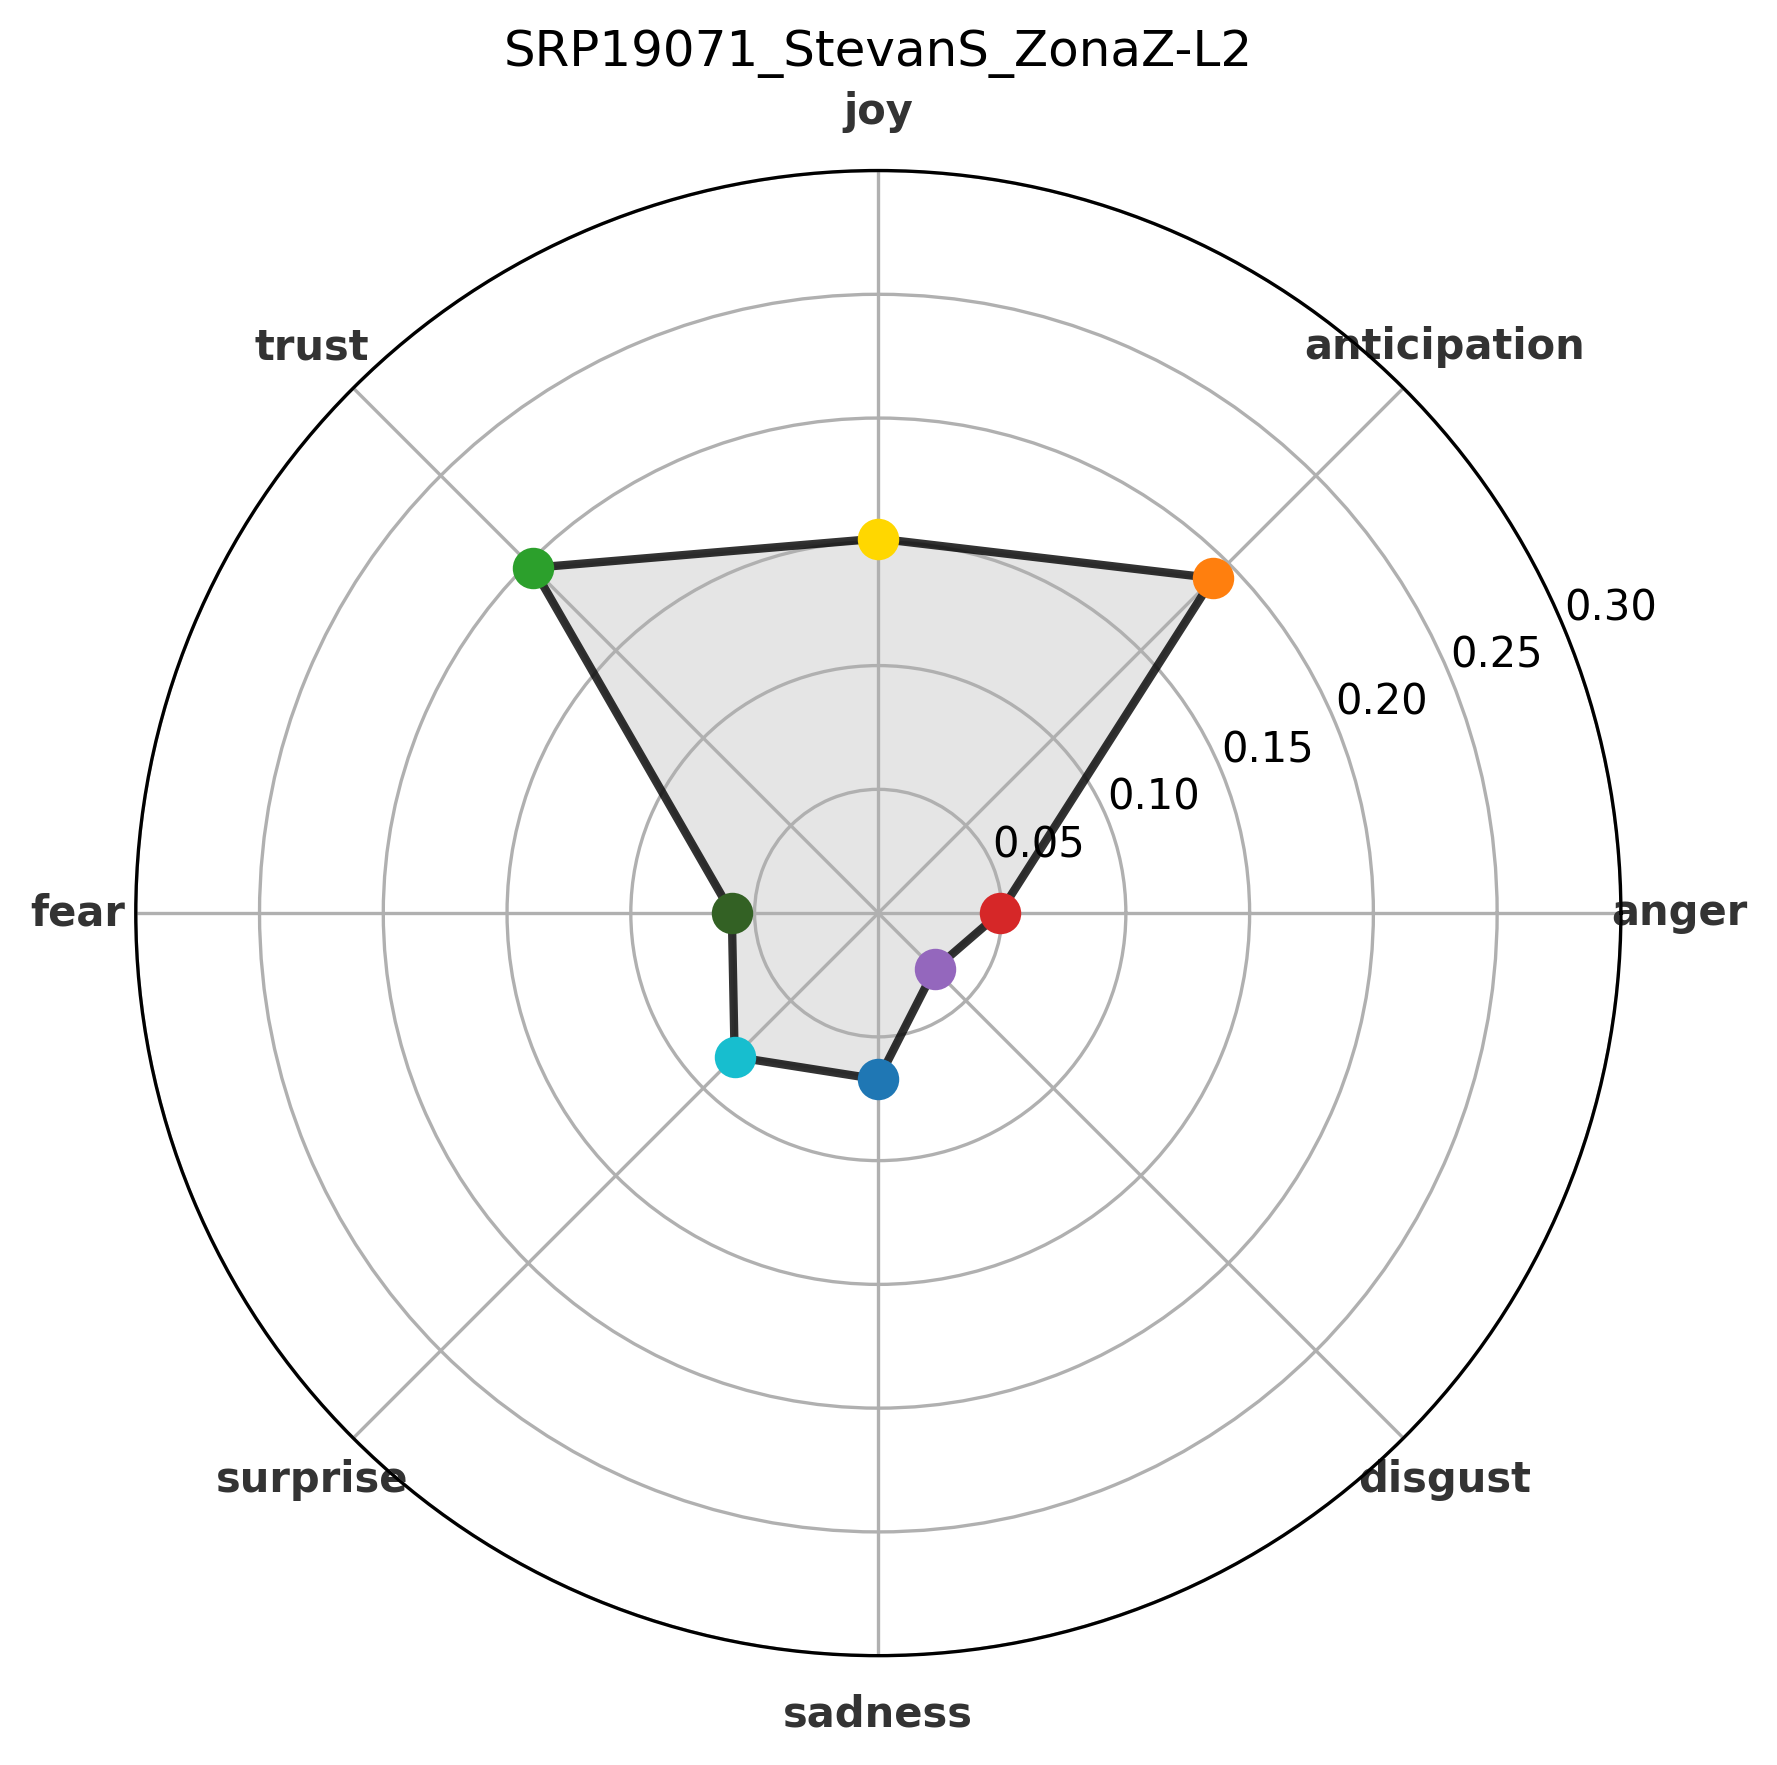 SRP19071_StevanS_ZonaZ-L2
joy
trust
anticipation
0.30
0.25
0.20
0.15
0.10
0.05
fear
anger
surprise
disgust
sadness